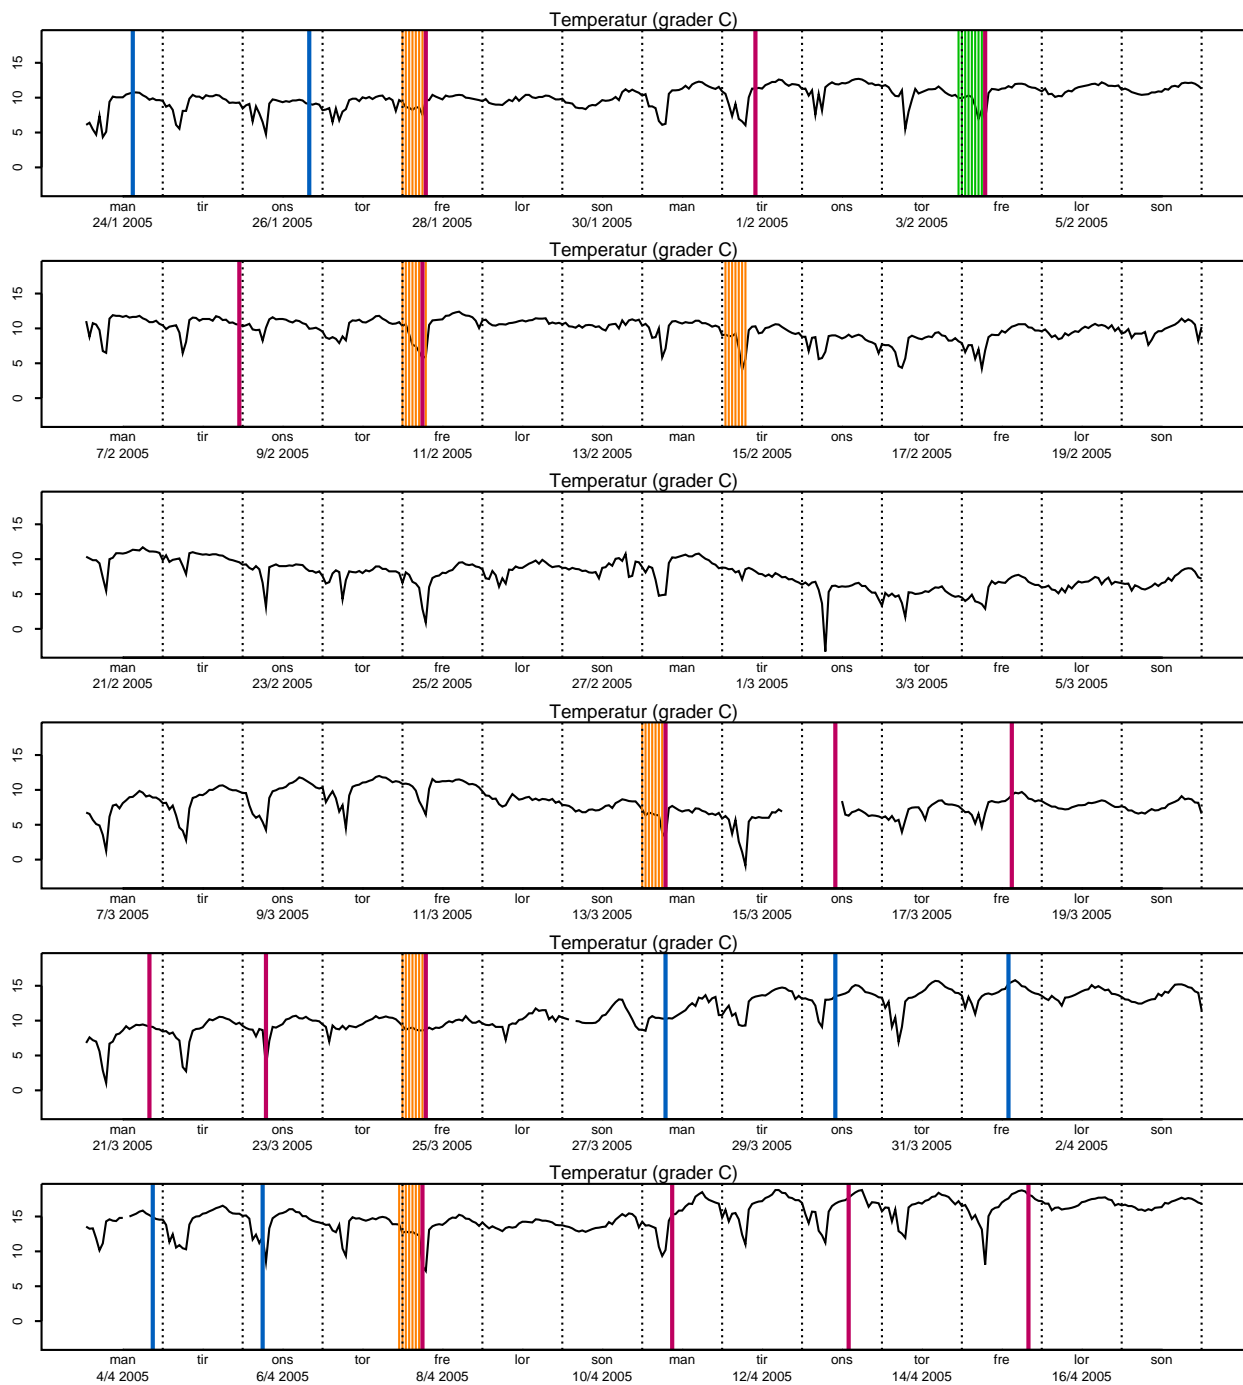 Temperatur (grader C)
0 5 10 15
man tir ons tor fre lor son man tir ons tor fre lor son
24/1 2005 26/1 2005 28/1 2005 30/1 2005 1/2 2005 3/2 2005 5/2 2005
Temperatur (grader C)
0 5 10 15
man tir ons tor fre lor son man tir ons tor fre lor son
7/2 2005 9/2 2005 11/2 2005 13/2 2005 15/2 2005 17/2 2005 19/2 2005
Temperatur (grader C)
0 5 10 15
man tir ons tor fre lor son man tir ons tor fre lor son
21/2 2005 23/2 2005 25/2 2005 27/2 2005 1/3 2005 3/3 2005 5/3 2005
Temperatur (grader C)
0 5 10 15
man tir ons tor fre lor son man tir ons tor fre lor son
7/3 2005 9/3 2005 11/3 2005 13/3 2005 15/3 2005 17/3 2005 19/3 2005
Temperatur (grader C)
0 5 10 15
man tir ons tor fre lor son man tir ons tor fre lor son
21/3 2005 23/3 2005 25/3 2005 27/3 2005 29/3 2005 31/3 2005 2/4 2005
Temperatur (grader C)
0 5 10 15
man tir ons tor fre lor son man tir ons tor fre lor son
4/4 2005 6/4 2005 8/4 2005 10/4 2005 12/4 2005 14/4 2005 16/4 2005